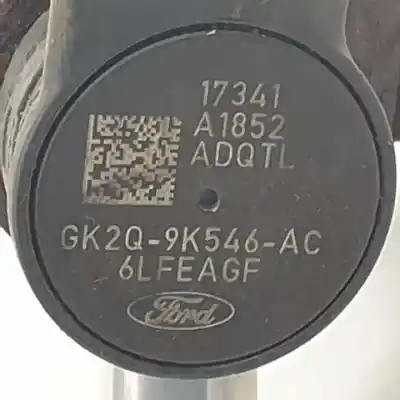 17341
A1852
ADQTL
GK2Q-9K546-AC
6LFEAGF
Ford